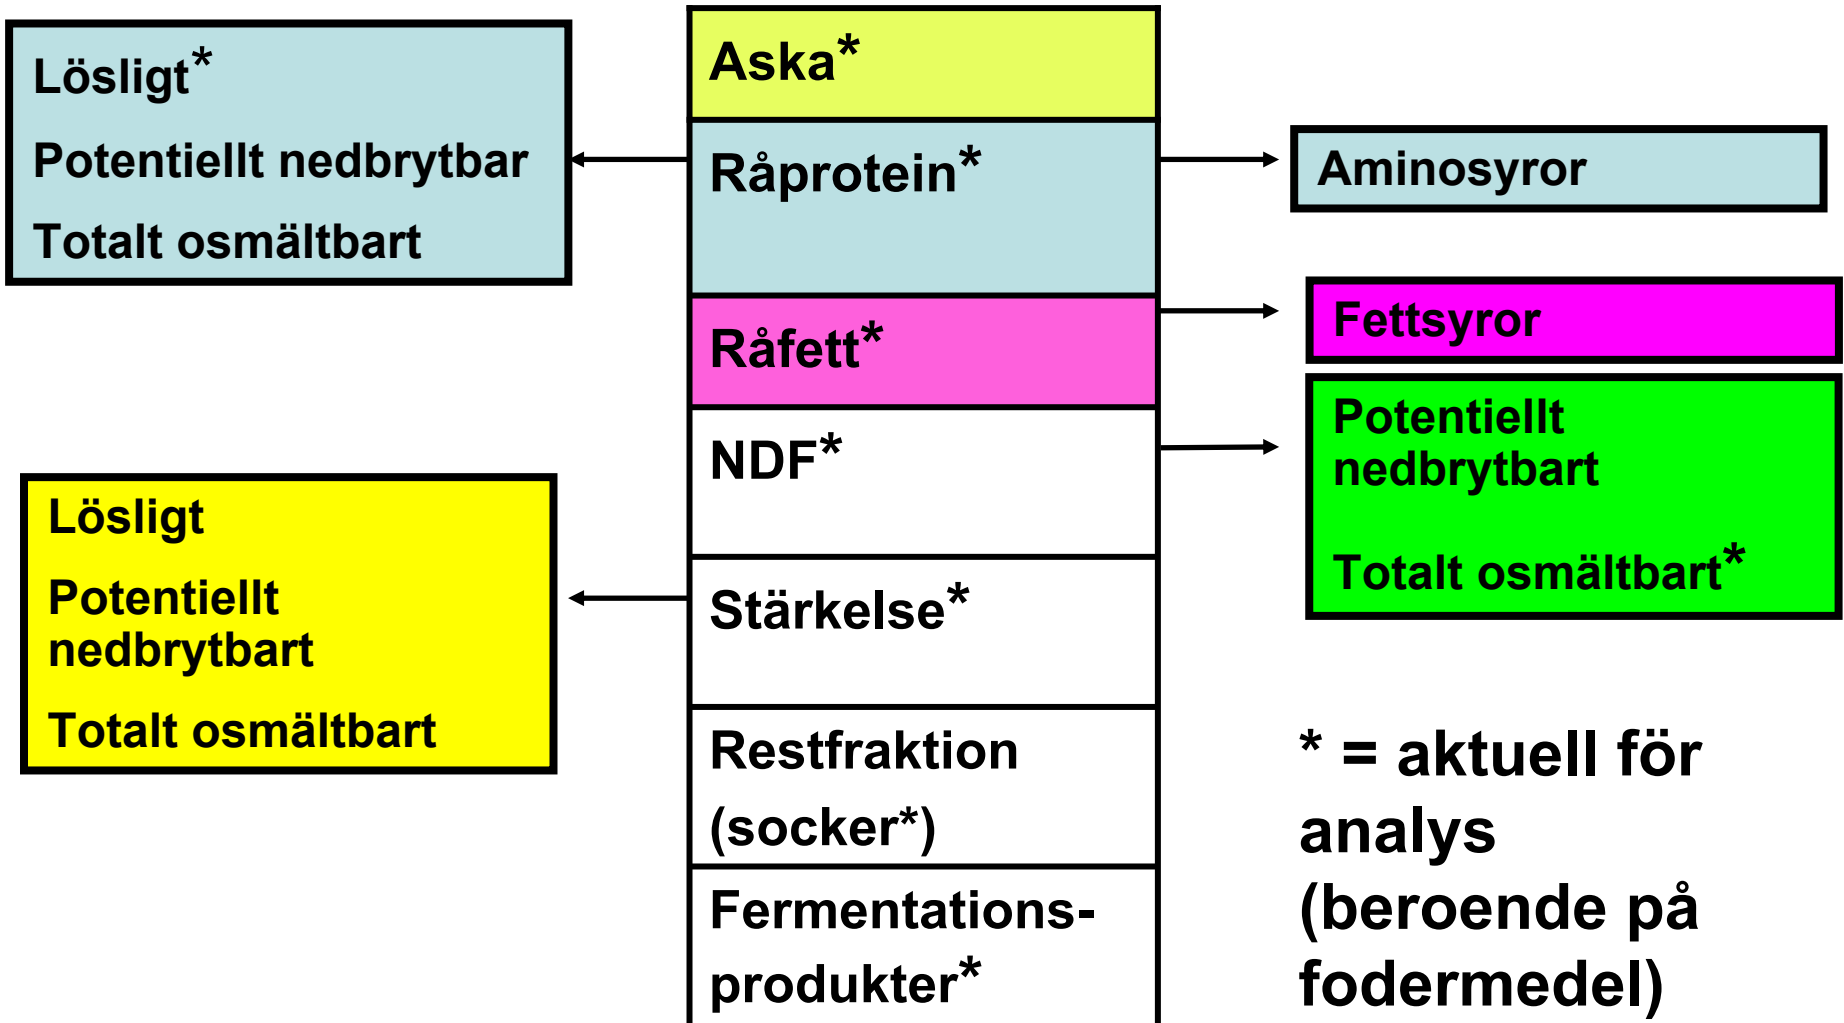 Lösligt*
Potentiellt nedbrytbar
Totalt osmältbart
Aska*
Råprotein*
Råfett*
NDF*
Stärkelse*
Restfraktion
(socker*)
Fermentations-
produkter*
Aminosyror
Fettsyror
Potentiellt
nedbrytbart
Totalt osmältbart*
Lösligt
Potentiellt
nedbrytbart
Totalt osmältbart
* = aktuell för
analys
(beroende på
fodermedel)